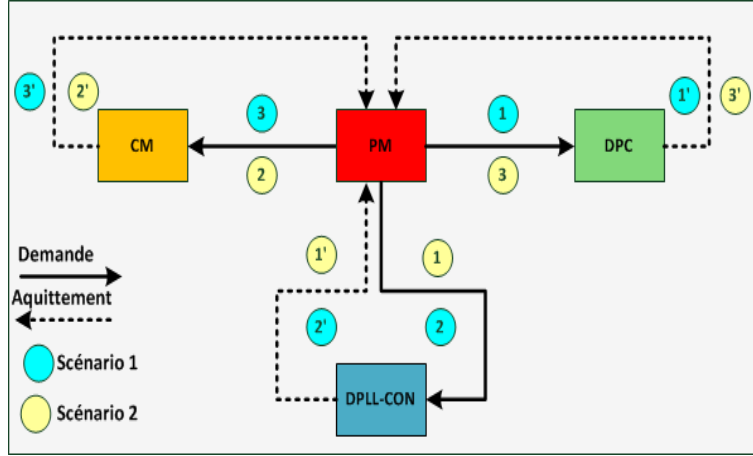 3'
2'
3
1
1'
3'
CM
PM
DPC
2
3
1'
1
Demande
Aquittement
2'
2
Scénario 1
DPLL-CON
Scénario 2